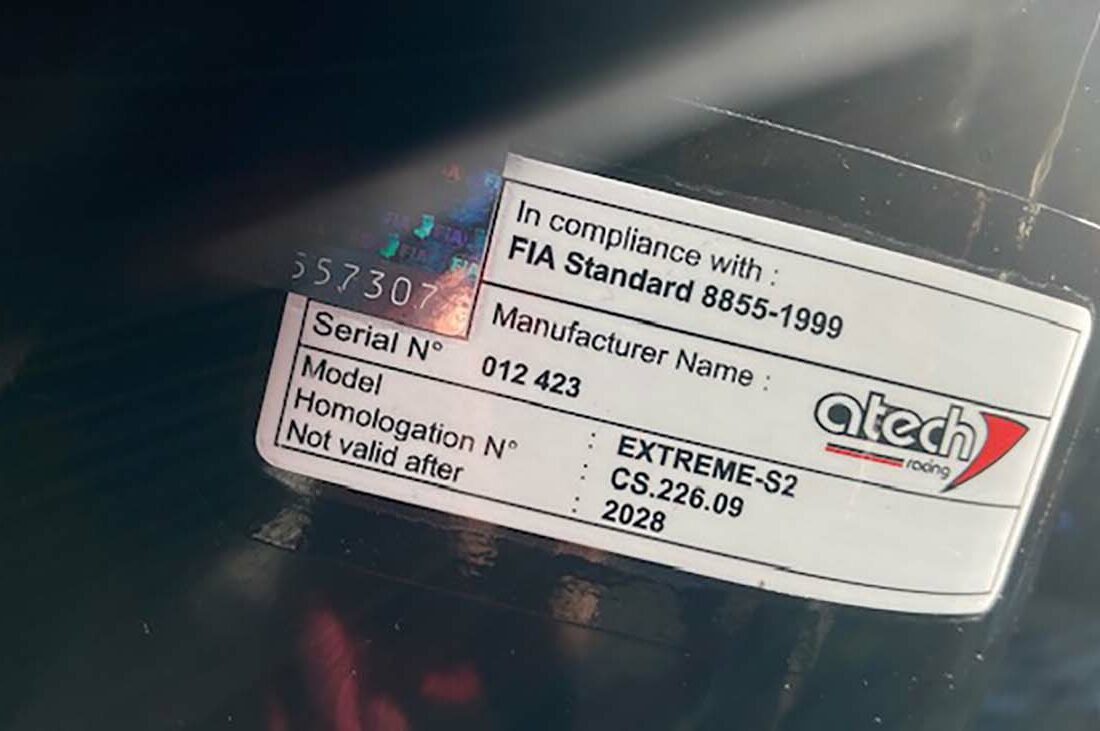 In compliance with :
FIA Standard 8855-1999
557307
Manufacturer Name :
atech
racing
Serial N° 012 423
Model : EXTREME-S2
Homologation N° : CS.226.09
Not valid after : 2028